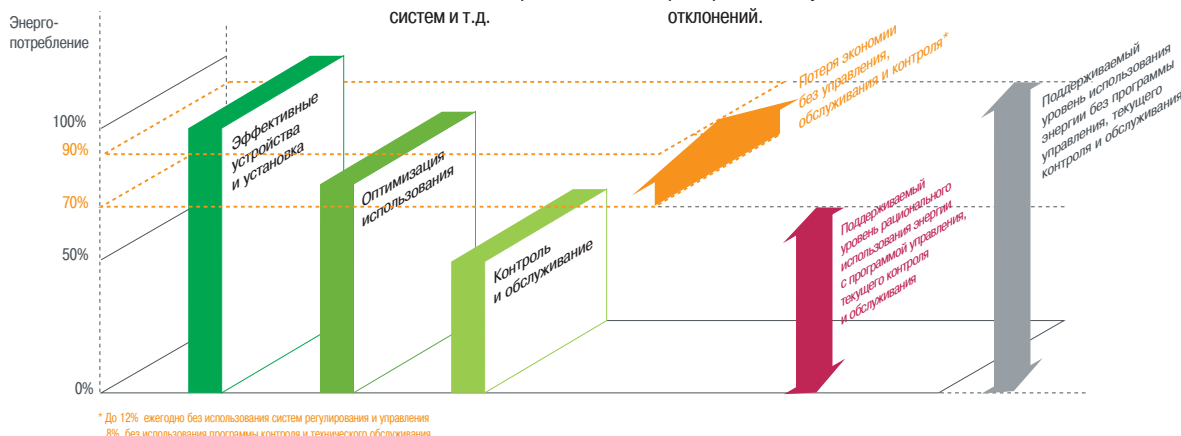 систем и т.д.
отклонений.
Энерго-
потребление
100%
90%
70%
50%
0%
Эффективные
устройства
и установка
Оптимизация
использования
Контроль
и обслуживание
Потеря экономии
без управления,
обслуживания и контроля*
Поддерживаемый
уровень рационального
использования энергии
с программой управления,
текущего контроля
и обслуживания
Поддерживаемый
уровень использования
энергии без программы
управления, текущего
контроля и обслуживания
* До 12% ежегодно без использования систем регулирования и управления
8% без использования программы контроля и технического обслуживания